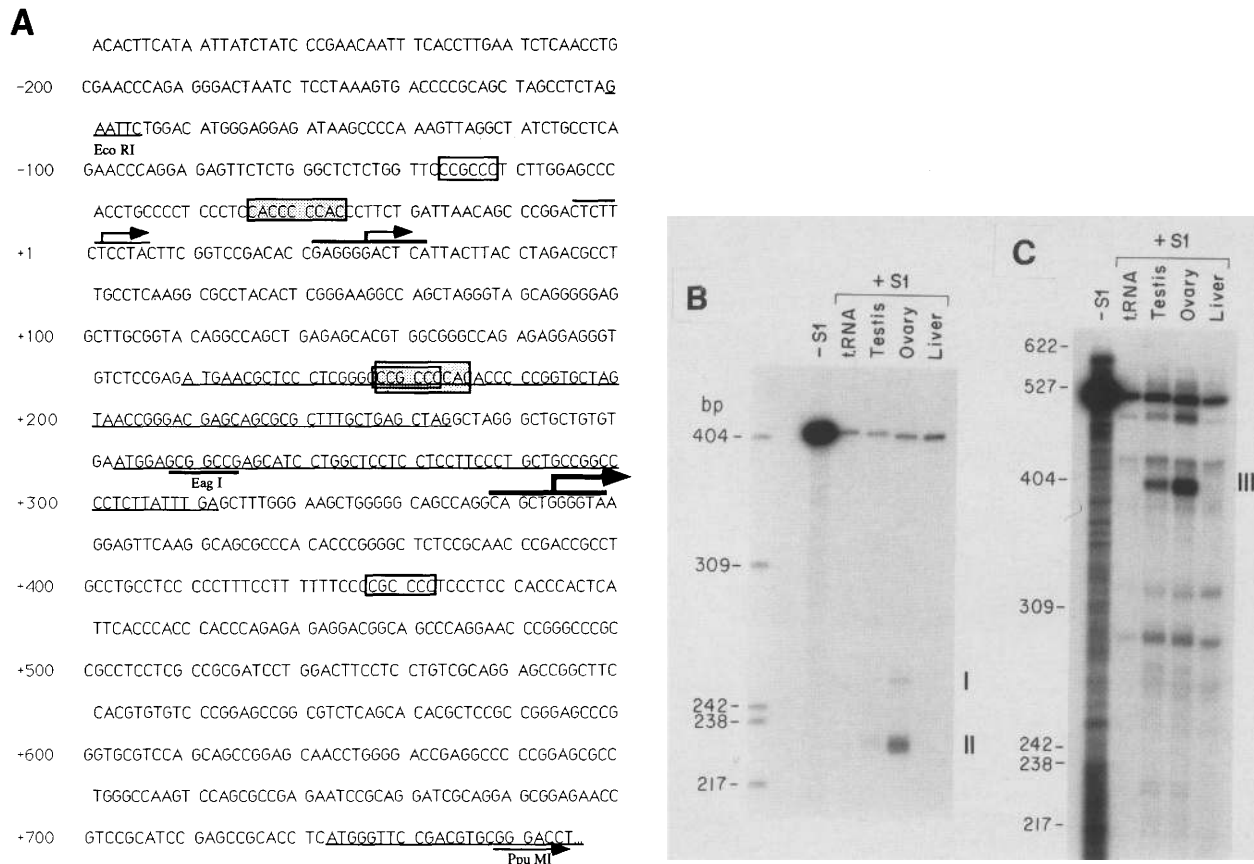 A
ACACTTCATA ATTATCTATC CCGAACAATT TCACCTTGAA TCTCAACCTG
-200 CGAACCCAGA GGGACTAATC TCCTAAAGTG ACCCCGCAGC TAGCCTCTAG
AATTCTGGAC ATGGGAGGAG ATAAGCCCCA AAGTTAGGCT ATCTGCCTCA
Eco RI
-100 GAACCCAGGA GAGTTCTCTG GGCTCTCTGG TTCCCGCCCT CTTGGAGCCC
ACCTGCCCCT CCCTCCACCC CCACCCTTCT GATTAACAGC CCGGACTCTT
+1 CTCCTACTTC GGTCCGACAC CGAGGGGACT CATTACTTAC CTAGACGCCT
TGCCTCAAGG CGCCTACACT CGGGAAGGCC AGCTAGGGTA GCAGGGGGAG
+100 GCTTGCGGTA CAGGCCAGCT GAGAGCACGT GGCGGGCCAG AGAGGAGGGT
GTCTCCGAGA ATGAACGCTC CCTCGGGGCC GCCCCACACC CCCGGTGCTAG
+200 TAACCGGGAC GAGCAGCGCG CTTTGCTGAG CTAGGCTAGG GCTGCTGTGT
GAATGGAGCG GCCGAGCATC CTGGCTCCTC CTCCTTCCCT GCTGCCGGCC
Eag I
+300 CCTCTTATTT GAGCTTTGGG AAGCTGGGGG CAGCCAGGCA GCTGGGGTAA
GGAGTTCAAG GCAGCGCCCA CACCCGGGGC TCTCCGCAAC CCGACCGCCT
+400 GCCTGCCTCC CCCTTTCCTT TTTTTCCCCGC CCCTCCCTCC CACCCACTCA
TTCACCCACC CACCCAGAGA GAGGACGGCA GCCCAGGAAC CCGGGCCCGC
+500 CGCCTCCTCG CCGCGATCCT GGACTTCCTC CTGTCGCAGG AGCCGGCTTC
CACGTGTGTC CCGGAGCCGG CGTCTCAGCA CACGCTCCGC CGGGAGCCCG
+600 GGTGCGTCCA GCAGCCGGAG CAACCTGGGG ACCGAGGCCC CCGGAGCGCC
TGGGCCAAGT CCAGCGCCGA GAATCCGCAG GATCGCAGGA GCGGAGAACC
+700 GTCCGCATCC GAGCCGCACC TCATGGGTTCC GACGTGCGG GACCT...
Ppu MI
B
+S1
-S1 tRNA Testis Ovary Liver
bp
404
309
242
238
217
I
II
C
+S1
-S1 tRNA Testis Ovary Liver
622
527
404
309
242
238
217
III